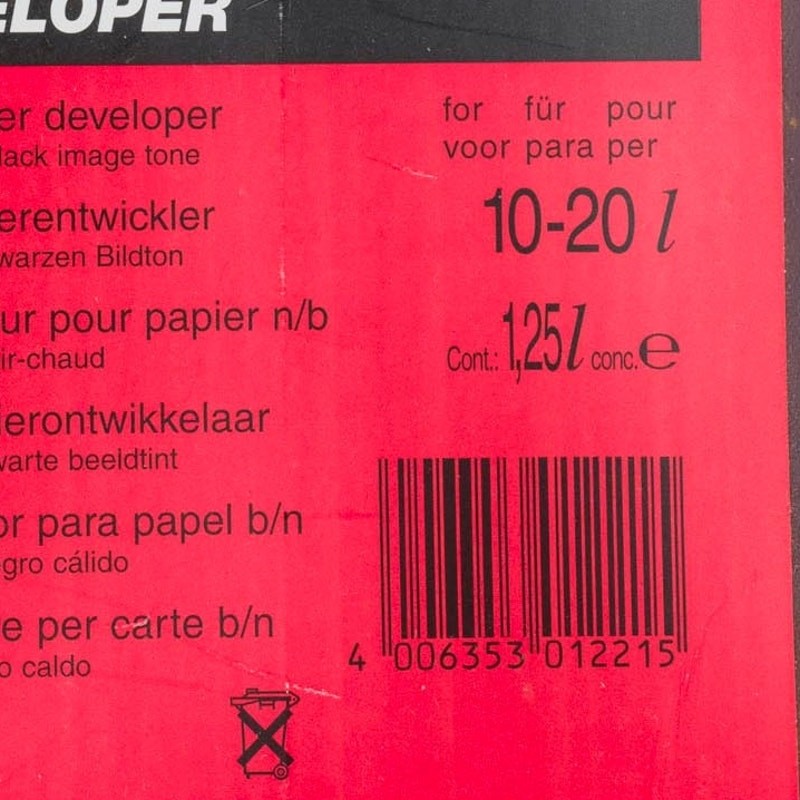 ELOPER
er developer
lack image tone
erentwickler
warzen Bildton
ur pour papier n/b
ir-chaud
erontwikkelaar
warte beeldtint
or para papel b/n
gro cálido
e per carte b/n
o caldo
for für pour
voor para per
10-20 l
Cont.: 1,25 l conc. ℮
4 006353 012215